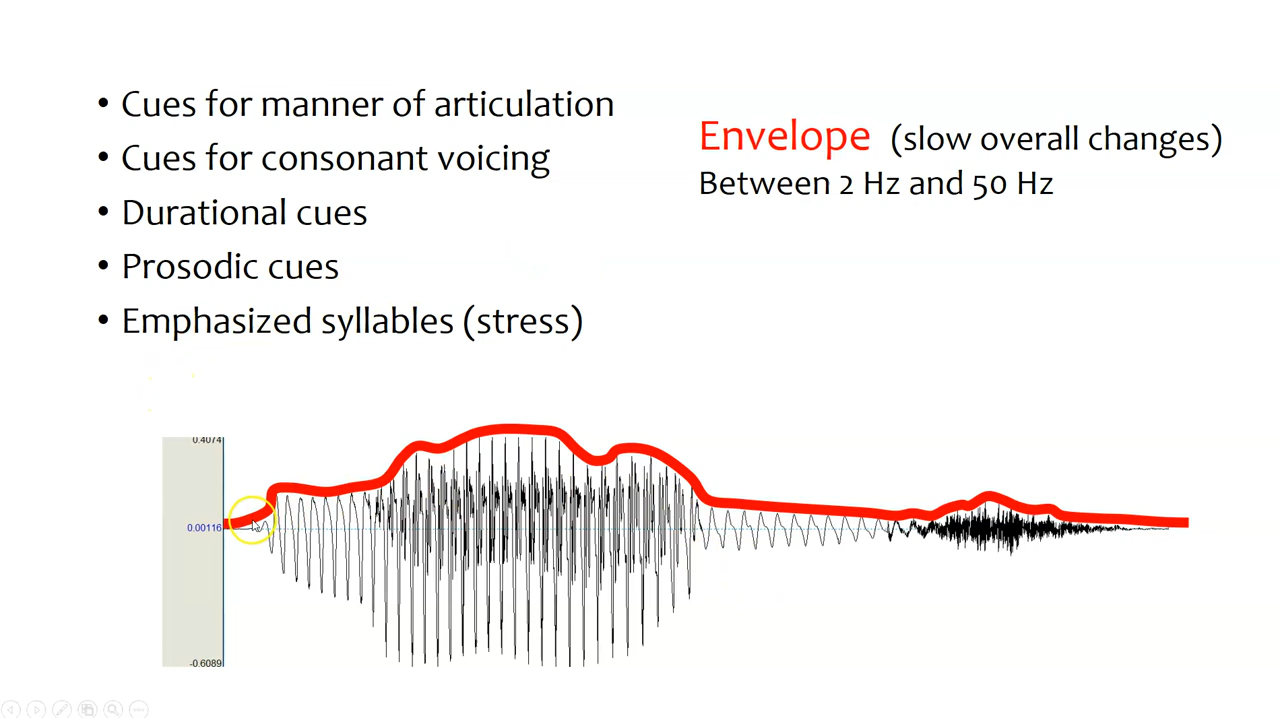 • Cues for manner of articulation
• Cues for consonant voicing
• Durational cues
• Prosodic cues
• Emphasized syllables (stress)
Envelope (slow overall changes)
Between 2 Hz and 50 Hz
0.4074
0.00116
-0.6089